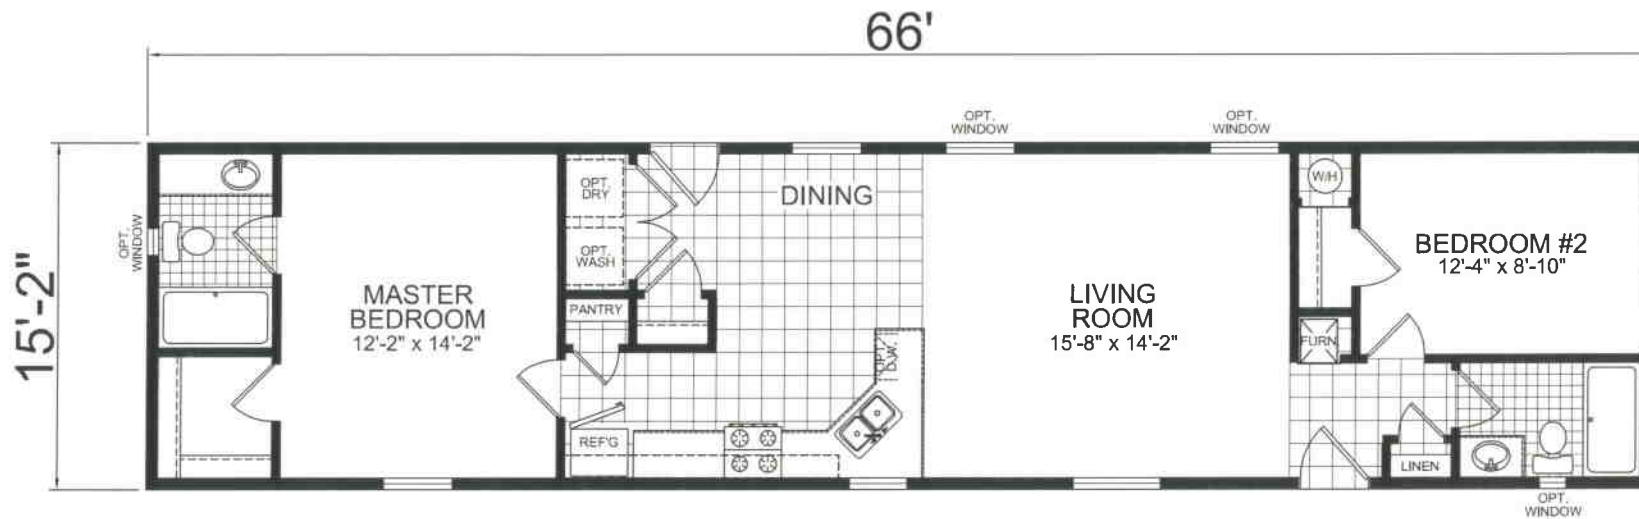 66'
OPT.
WINDOW
OPT.
WINDOW
15'-2"
OPT.
WINDOW
MASTER
BEDROOM
12'-2" x 14'-2"
OPT.
DRY
OPT.
WASH
PANTRY
REF'G
DINING
OPT.
D.W.
LIVING
ROOM
15'-8" x 14'-2"
W/H
FURN
BEDROOM #2
12'-4" x 8'-10"
LINEN
OPT.
WINDOW